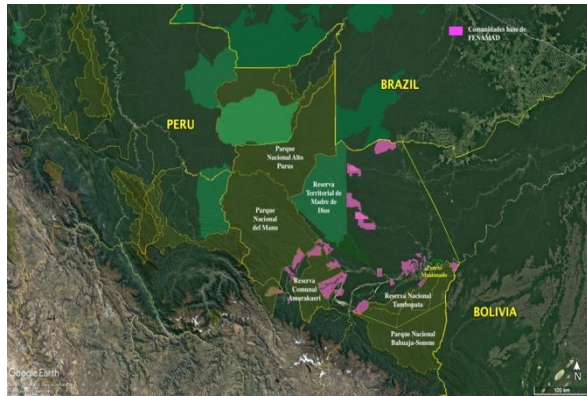 Comunidades base de
FENAMAD
BRAZIL
PERU
Parque
Nacional Alto
Purus
Reserva
Territorial de
Madre de
Dios
Parque
Nacional
del Manu
Reserva
Comunal
Amarakaeri
Puerto
Maldonado
Reserva Nacional
Tambopata
BOLIVIA
Parque Nacional
Bahuaja-Sonene
Google Earth
N
100 km